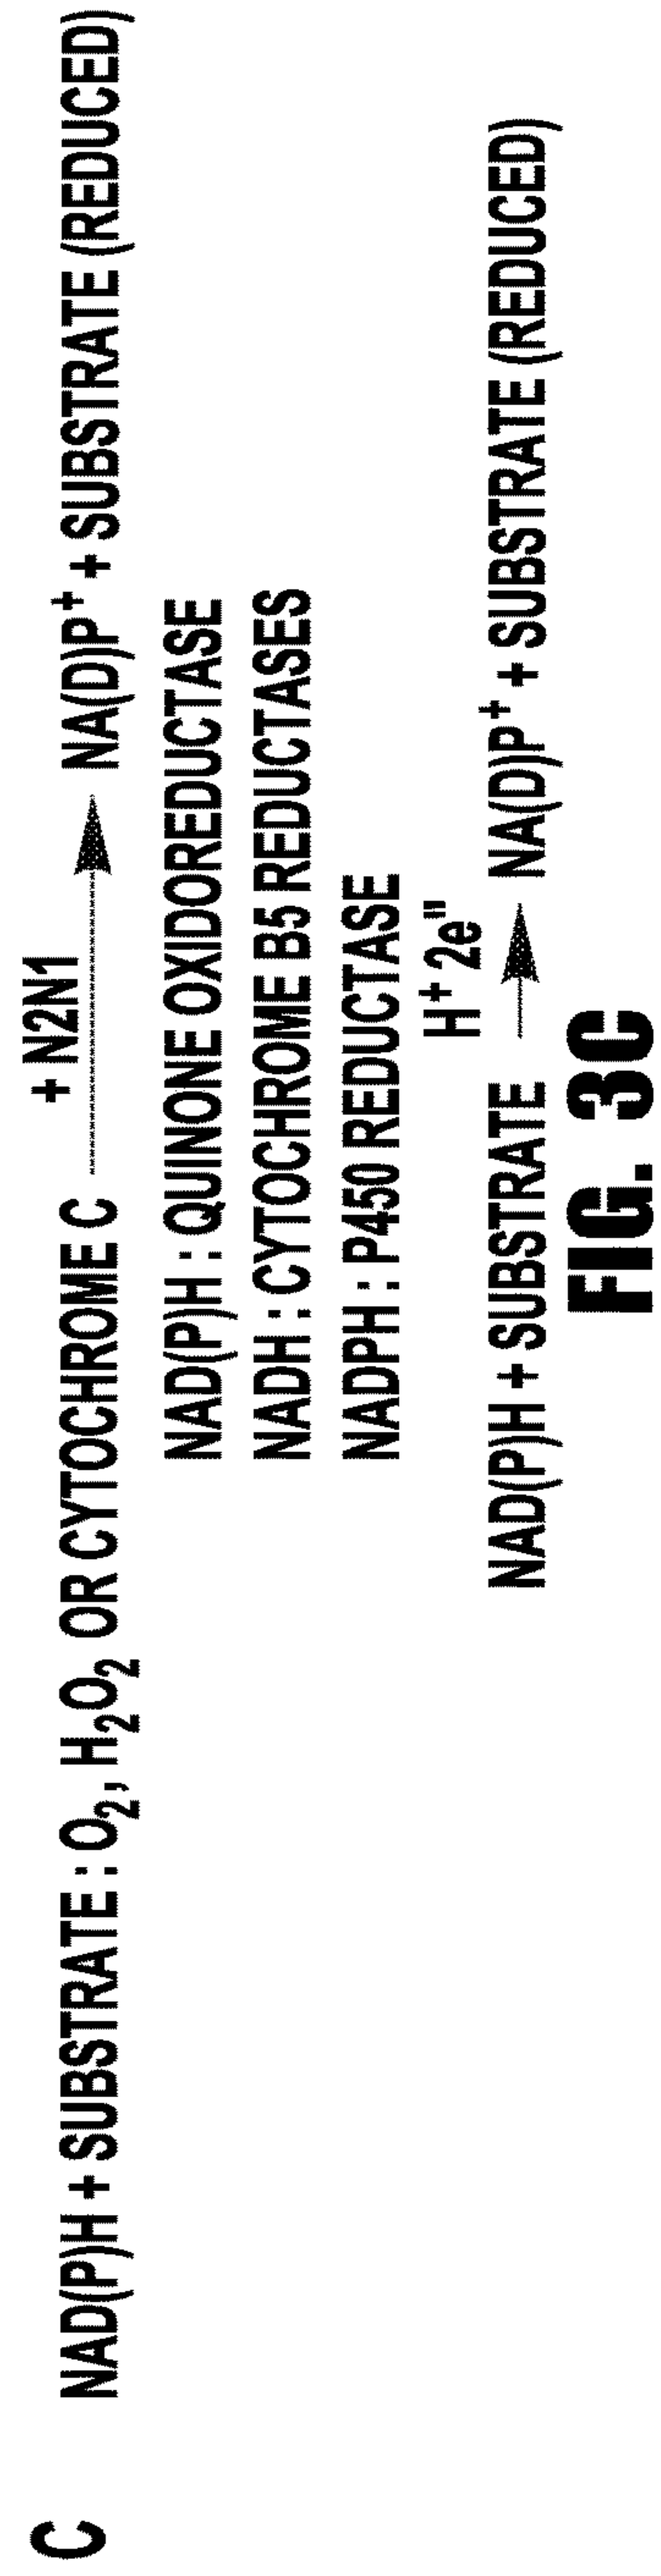 C
+ N2N1
NAD(P)H + SUBSTRATE : O₂, H₂O₂ OR CYTOCHROME C → NA(D)P⁺ + SUBSTRATE (REDUCED)
NAD(P)H : QUINONE OXIDOREDUCTASE
NADH : CYTOCHROME B5 REDUCTASES
NADPH : P450 REDUCTASE
H⁺ 2e"
NAD(P)H + SUBSTRATE → NA(D)P⁺ + SUBSTRATE (REDUCED)
FIG. 3C